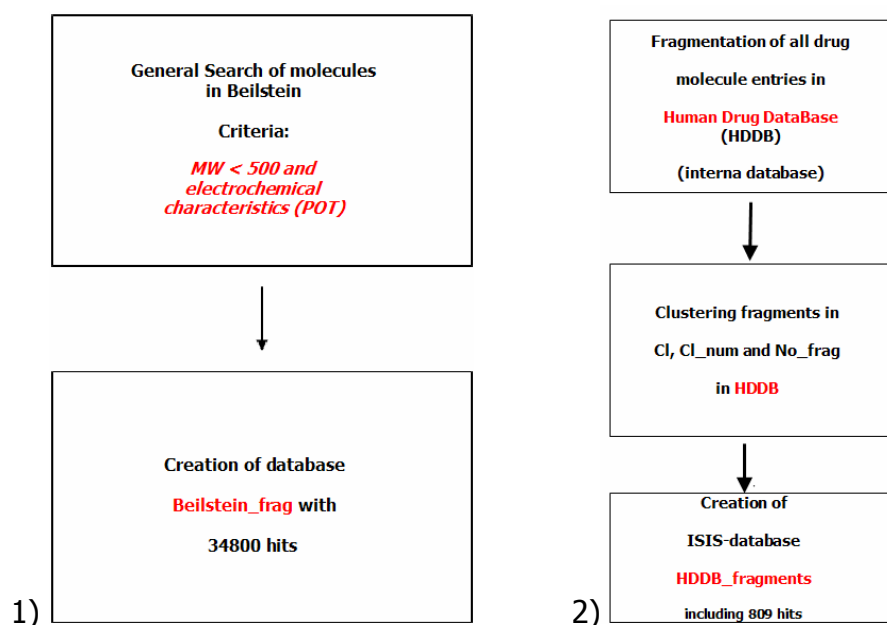 General Search of molecules
in Beilstein
Criteria:
MW < 500 and
electrochemical
characteristics (POT)
Creation of database
Beilstein_frag with
34800 hits
1)
Fragmentation of all drug
molecule entries in
Human Drug DataBase
(HDDB)
(interna database)
Clustering fragments in
Cl, Cl_num and No_frag
in HDDB
Creation of
ISIS-database
HDDB_fragments
including 809 hits
2)